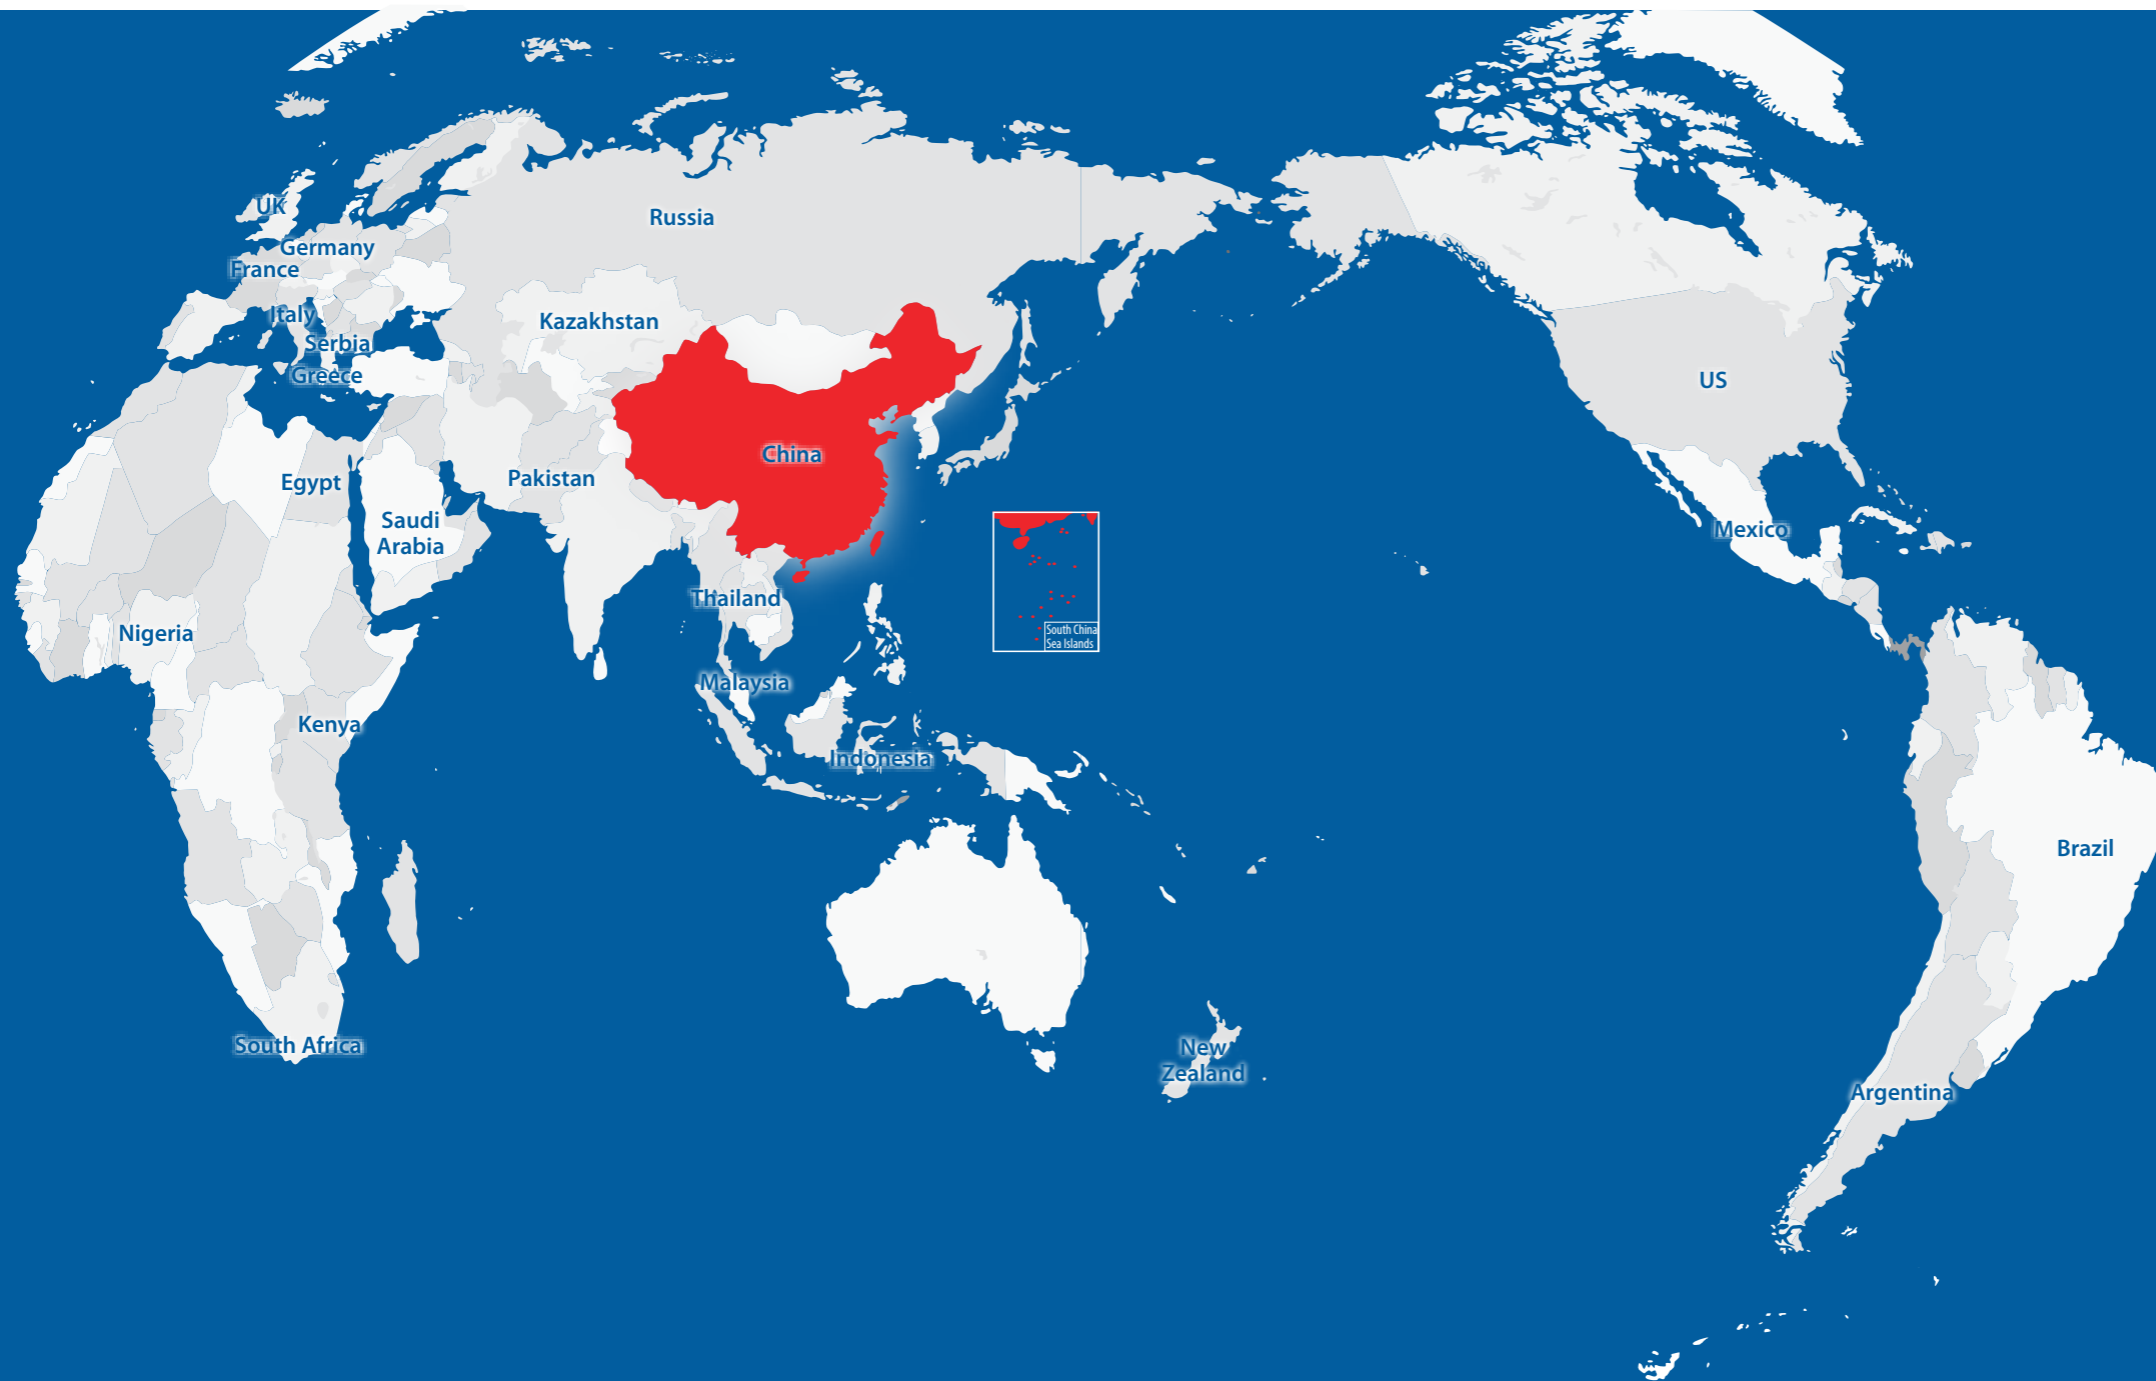 UK
Russia
Germany
France
Italy
Kazakhstan
Serbia
Greece
US
China
Egypt
Pakistan
Saudi
Arabia
Mexico
Thailand
Nigeria
South China
Sea Islands
Malaysia
Kenya
Indonesia
Brazil
South Africa
New
Zealand
Argentina